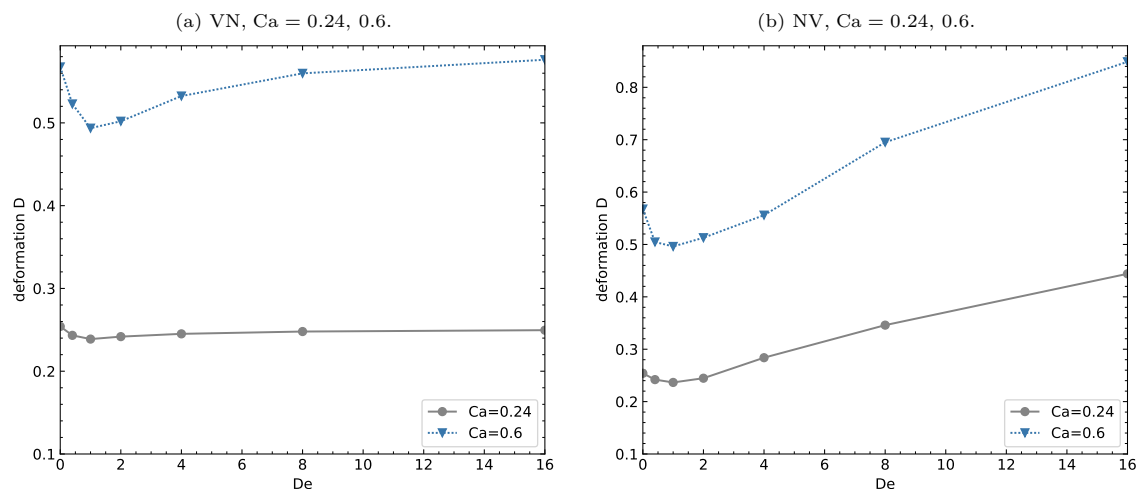 (a) VN, Ca = 0.24, 0.6.
0.5
0.4
0.3
0.2
0.1
deformation D
0 2 4 6 8 10 12 14 16
De
Ca=0.24
Ca=0.6
(b) NV, Ca = 0.24, 0.6.
0.8
0.7
0.6
0.5
0.4
0.3
0.2
0.1
deformation D
0 2 4 6 8 10 12 14 16
De
Ca=0.24
Ca=0.6